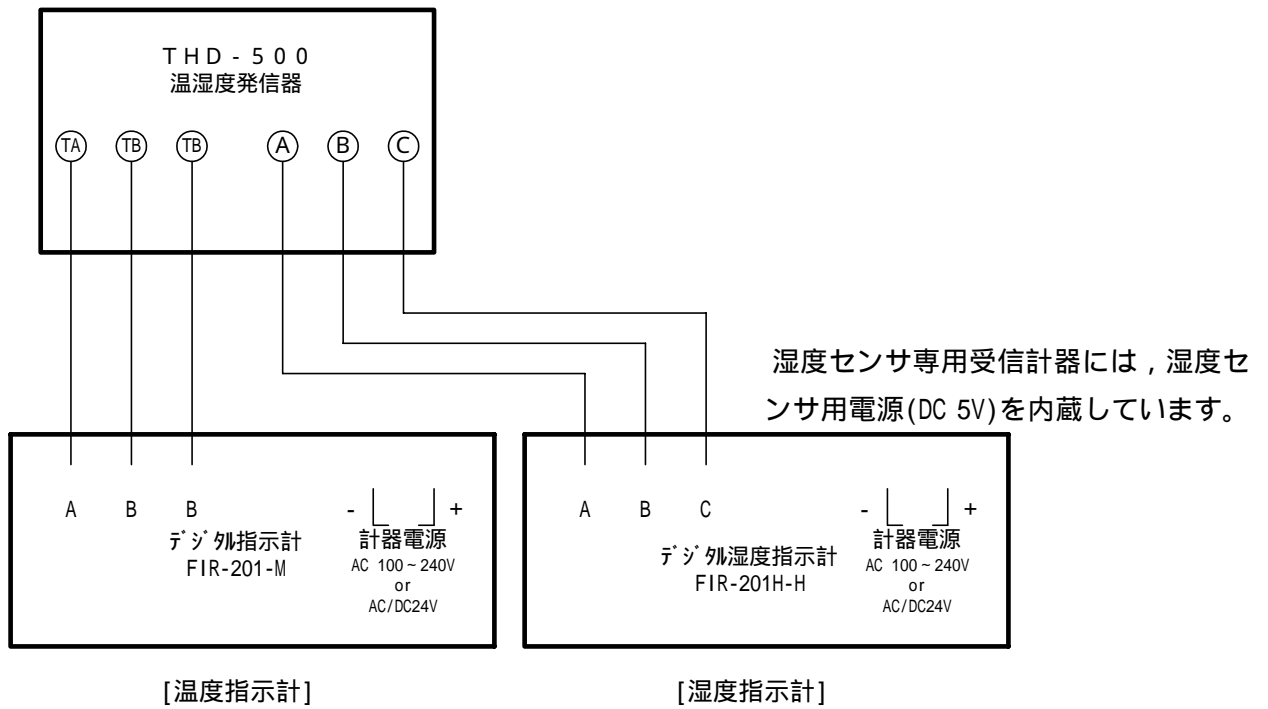 THD-500
温湿度発信器
TA TB TB A B C
湿度センサ専用受信計器には，湿度セ
ンサ用電源(DC 5V)を内蔵しています。
A B B - +
デジタル指示計
FIR-201-M
計器電源
AC 100～240V
or
AC/DC24V
A B C - +
デジタル湿度指示計
FIR-201H-H
計器電源
AC 100～240V
or
AC/DC24V
[温度指示計]
[湿度指示計]